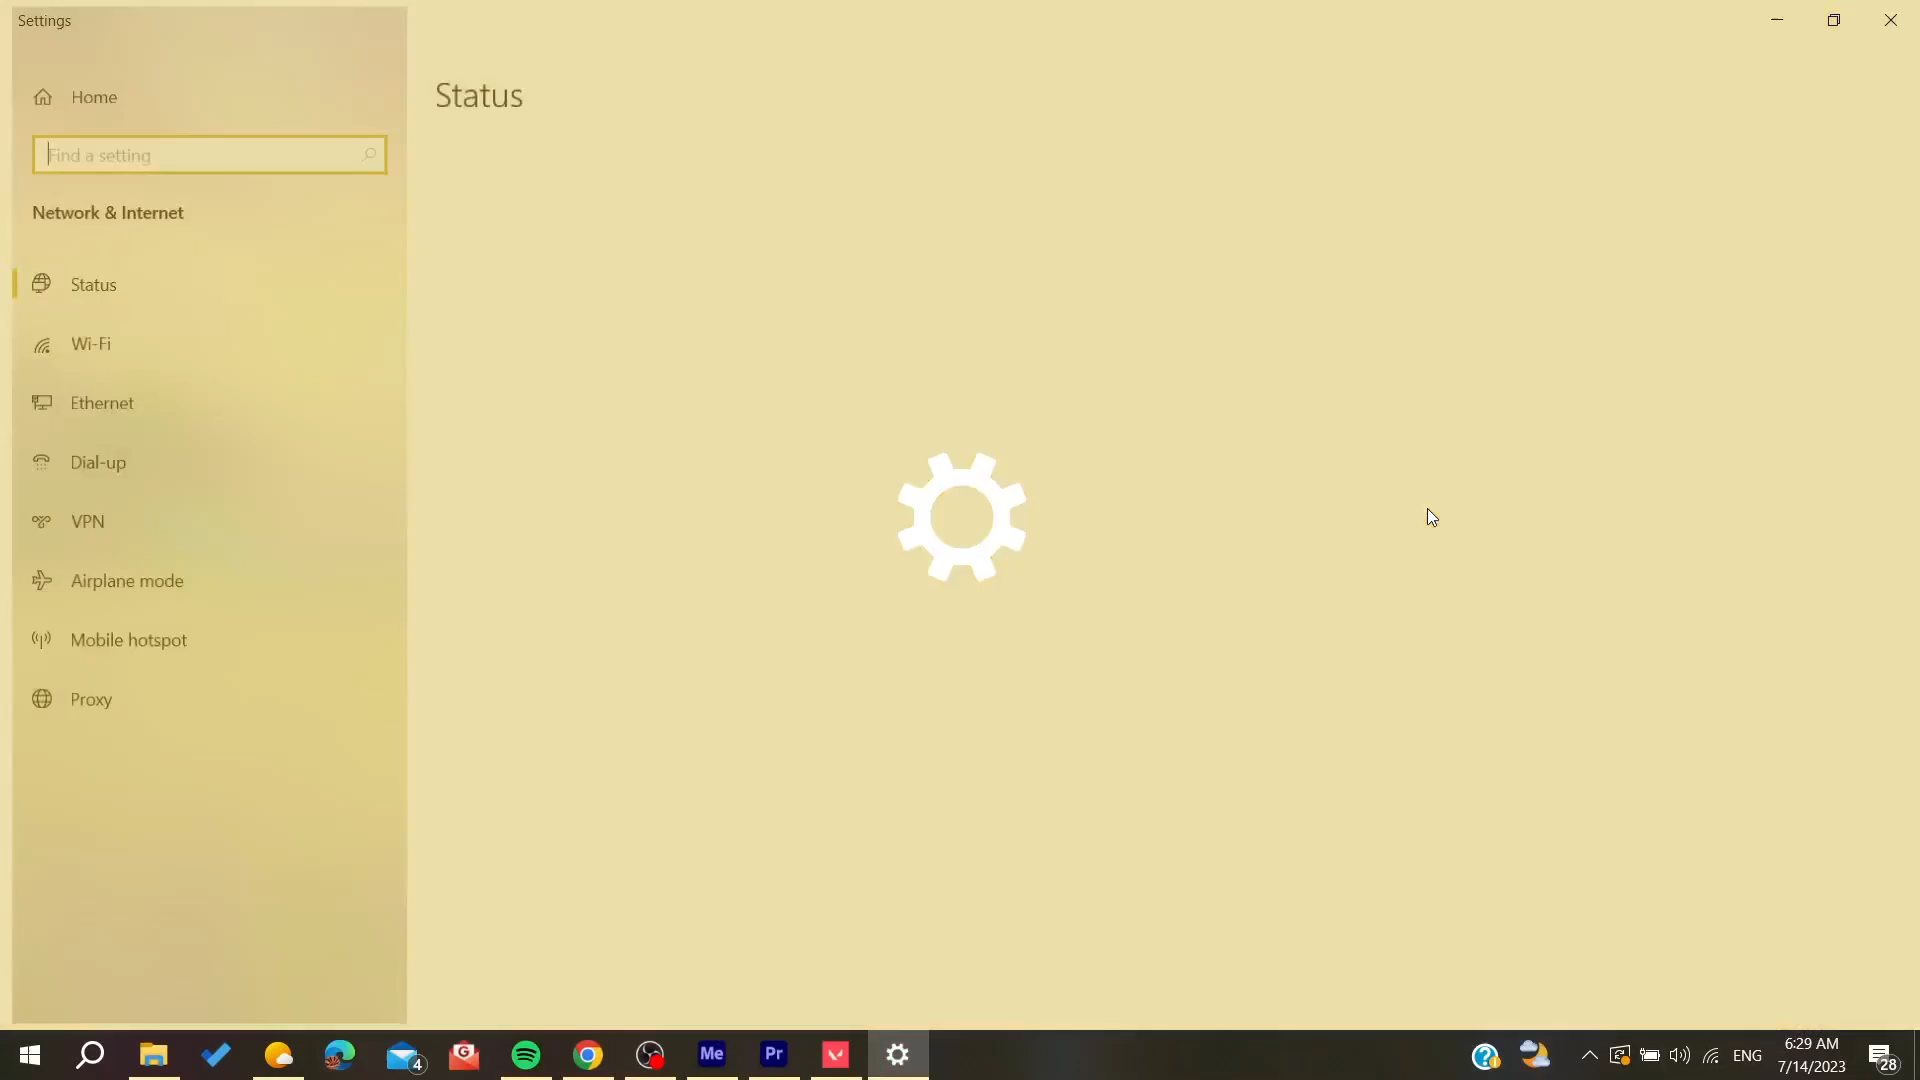 Settings
Home
Find a setting
Network & Internet
Status
Wi-Fi
Ethernet
Dial-up
VPN
Airplane mode
Mobile hotspot
Proxy
Status
4
G
Me
Pr
ENG
6:29 AM
7/14/2023
28